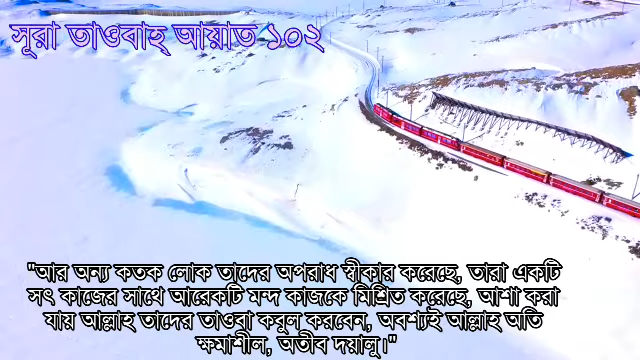 সূরা তাওবাহ আয়াত ১০২
"আর অন্য কতক লোক তাদের অপরাধ স্বীকার করেছে, তারা একটি
সৎ কাজের সাথে আরেকটি মন্দ কাজকে মিশ্রিত করেছে, আশা করা
যায় আল্লাহ তাদের তাওবা কবুল করবেন, অবশ্যই আল্লাহ অতি
ক্ষমাশীল, অতীব দয়ালু।"